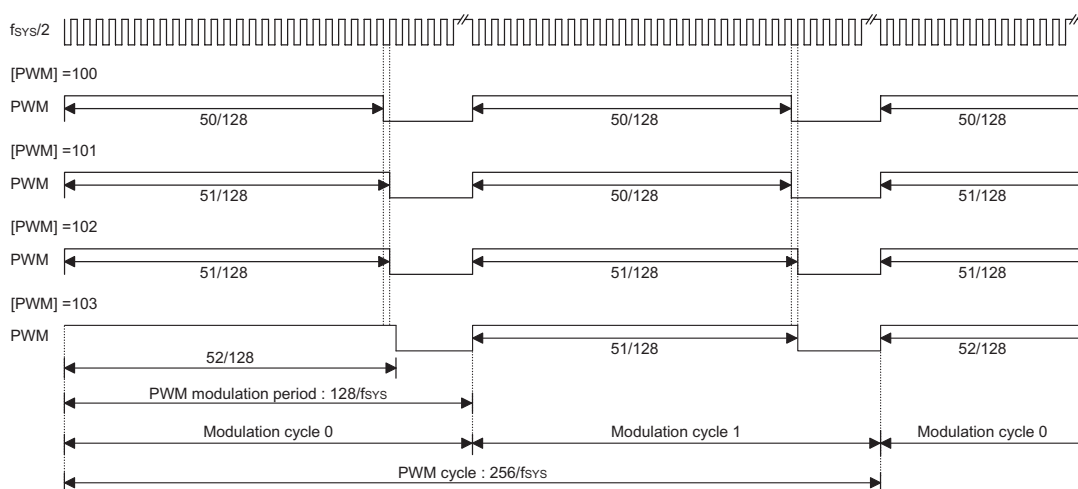 fSYS/2
[PWM] =100
PWM
50/128 50/128 50/128
[PWM] =101
PWM
51/128 50/128 51/128
[PWM] =102
PWM
51/128 51/128 51/128
[PWM] =103
PWM
52/128 51/128 52/128
PWM modulation period : 128/fSYS
Modulation cycle 0 Modulation cycle 1 Modulation cycle 0
PWM cycle : 256/fSYS